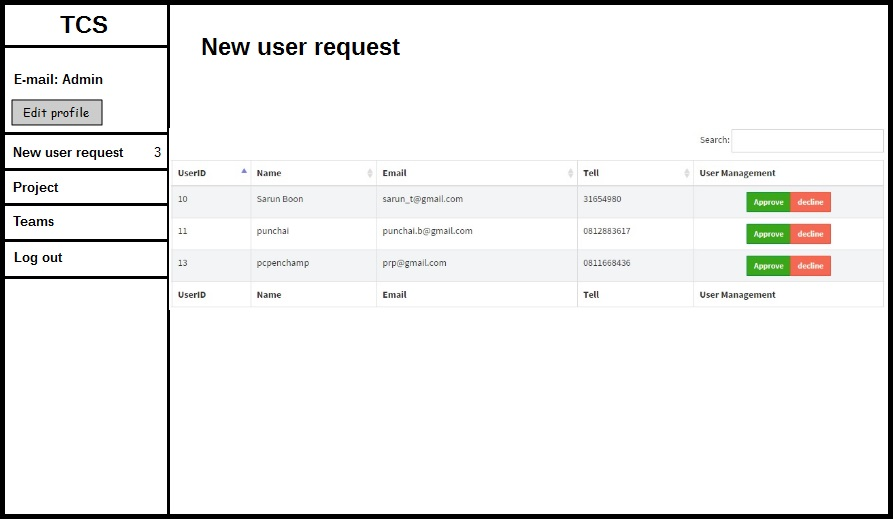 TCS
E-mail: Admin
Edit profile
New user request 3
Project
Teams
Log out
New user request
Search:
UserID Name Email Tell User Management
10 Sarun Boon sarun_t@gmail.com 31654980 Approve decline
11 punchai punchai.b@gmail.com 0812883617 Approve decline
13 pcpenchamp prp@gmail.com 0811668436 Approve decline
UserID Name Email Tell User Management